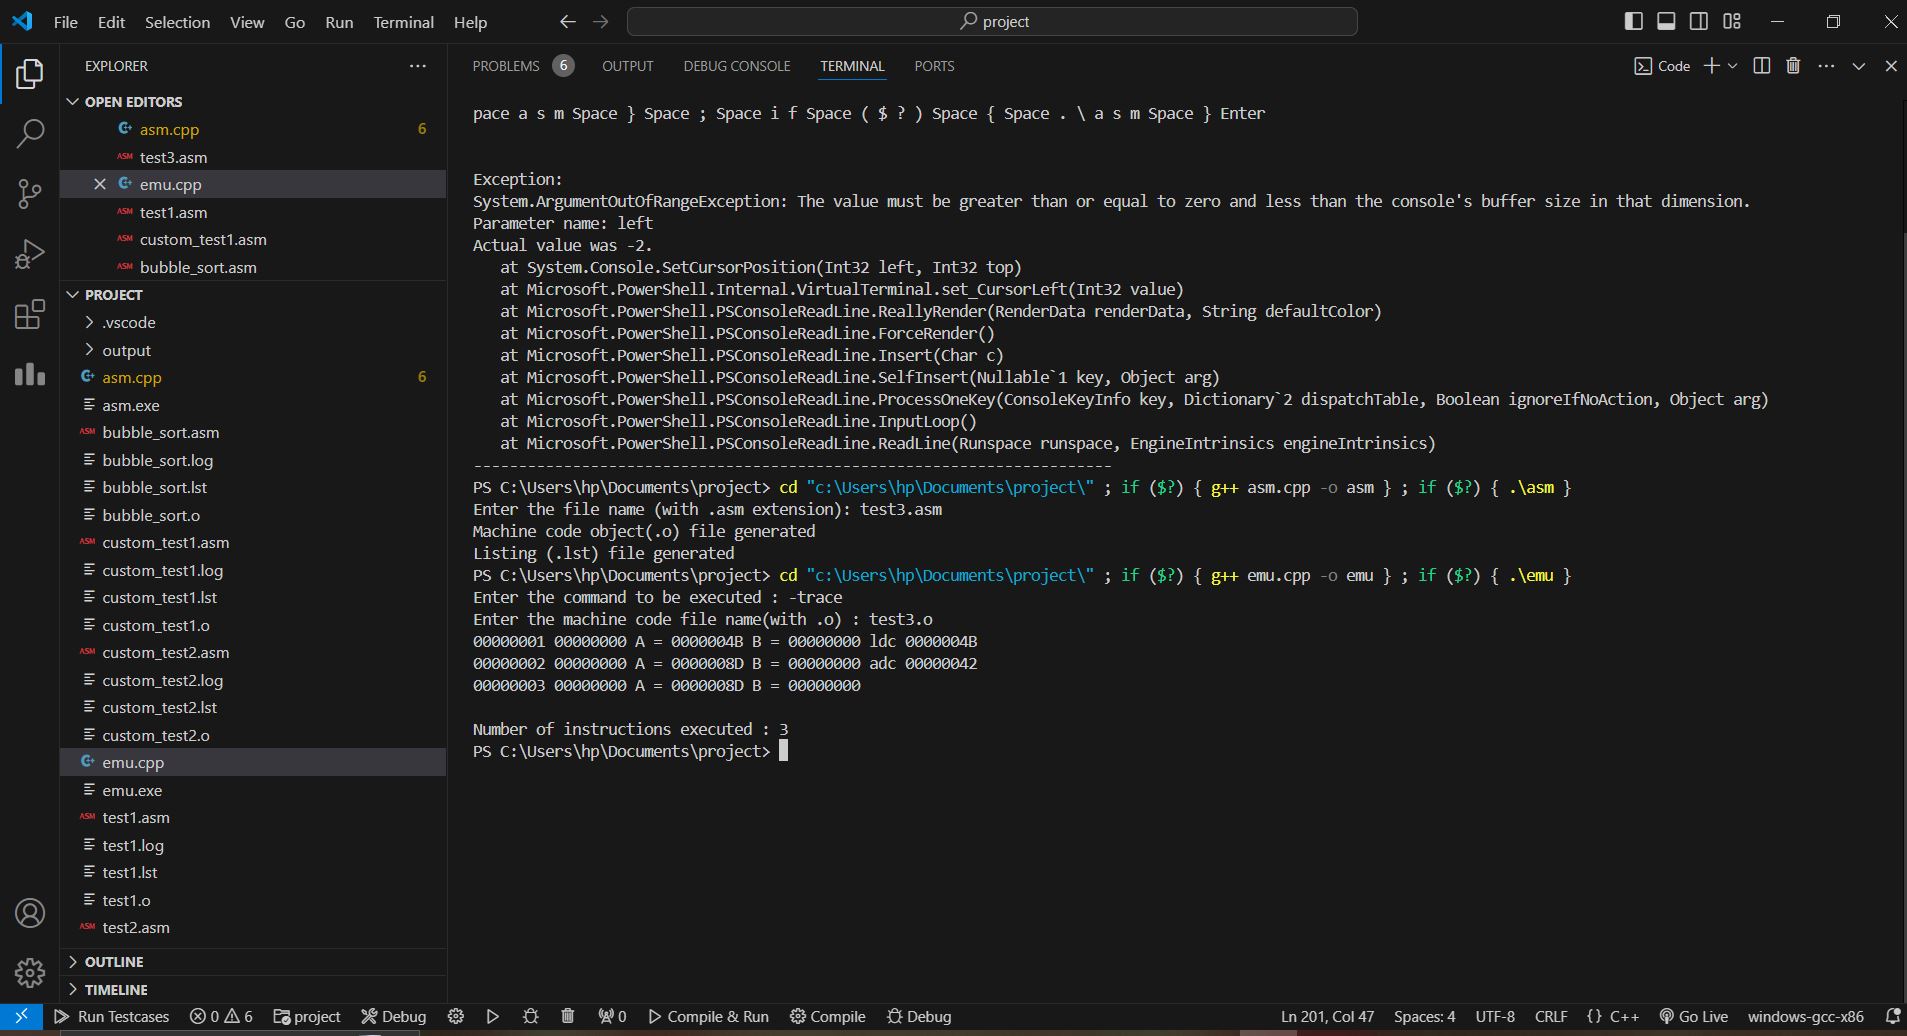 File Edit Selection View Go Run Terminal Help
project
EXPLORER
OPEN EDITORS
asm.cpp 6
ASM test3.asm
emu.cpp
ASM test1.asm
ASM custom_test1.asm
ASM bubble_sort.asm
PROJECT
.vscode
output
asm.cpp 6
asm.exe
ASM bubble_sort.asm
bubble_sort.log
bubble_sort.lst
bubble_sort.o
ASM custom_test1.asm
custom_test1.log
custom_test1.lst
custom_test1.o
ASM custom_test2.asm
custom_test2.log
custom_test2.lst
custom_test2.o
emu.cpp
emu.exe
ASM test1.asm
test1.log
test1.lst
test1.o
ASM test2.asm
OUTLINE
TIMELINE
PROBLEMS 6 OUTPUT DEBUG CONSOLE TERMINAL PORTS
Code
pace a s m Space } Space ; Space i f Space ( $ ? ) Space { Space . \ a s m Space } Enter
Exception:
System.ArgumentOutOfRangeException: The value must be greater than or equal to zero and less than the console's buffer size in that dimension.
Parameter name: left
Actual value was -2.
at System.Console.SetCursorPosition(Int32 left, Int32 top)
at Microsoft.PowerShell.Internal.VirtualTerminal.set_CursorLeft(Int32 value)
at Microsoft.PowerShell.PSConsoleReadLine.ReallyRender(RenderData renderData, String defaultColor)
at Microsoft.PowerShell.PSConsoleReadLine.ForceRender()
at Microsoft.PowerShell.PSConsoleReadLine.Insert(Char c)
at Microsoft.PowerShell.PSConsoleReadLine.SelfInsert(Nullable`1 key, Object arg)
at Microsoft.PowerShell.PSConsoleReadLine.ProcessOneKey(ConsoleKeyInfo key, Dictionary`2 dispatchTable, Boolean ignoreIfNoAction, Object arg)
at Microsoft.PowerShell.PSConsoleReadLine.InputLoop()
at Microsoft.PowerShell.PSConsoleReadLine.ReadLine(Runspace runspace, EngineIntrinsics engineIntrinsics)
-----------------------------------------------------------------------
PS C:\Users\hp\Documents\project> cd "c:\Users\hp\Documents\project\" ; if ($?) { g++ asm.cpp -o asm } ; if ($?) { .\asm }
Enter the file name (with .asm extension): test3.asm
Machine code object(.o) file generated
Listing (.lst) file generated
PS C:\Users\hp\Documents\project> cd "c:\Users\hp\Documents\project\" ; if ($?) { g++ emu.cpp -o emu } ; if ($?) { .\emu }
Enter the command to be executed : -trace
Enter the machine code file name(with .o) : test3.o
00000001 00000000 A = 0000004B B = 00000000 ldc 0000004B
00000002 00000000 A = 0000008D B = 00000000 adc 00000042
00000003 00000000 A = 0000008D B = 00000000
Number of instructions executed : 3
PS C:\Users\hp\Documents\project>
Run Testcases 0 6 project Debug 0 Compile & Run Compile Debug Ln 201, Col 47 Spaces: 4 UTF-8 CRLF {} C++ Go Live windows-gcc-x86